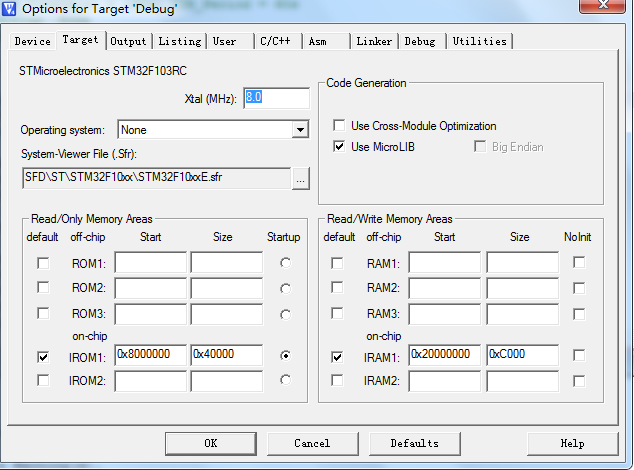 Options for Target 'Debug'
Device Target Output Listing User C/C++ Asm Linker Debug Utilities
STMicroelectronics STM32F103RC
Xtal (MHz): 8.0
Operating system: None
System-Viewer File (.Sfr):
SFD\ST\STM32F10xx\STM32F10xxE.sfr ...
Code Generation
Use Cross-Module Optimization
Use MicroLIB Big Endian
Read/Only Memory Areas
default off-chip Start Size Startup
ROM1:
ROM2:
ROM3:
on-chip
IROM1: 0x8000000 0x40000
IROM2:
Read/Write Memory Areas
default off-chip Start Size NoInit
RAM1:
RAM2:
RAM3:
on-chip
IRAM1: 0x20000000 0xC000
IRAM2:
OK Cancel Defaults Help